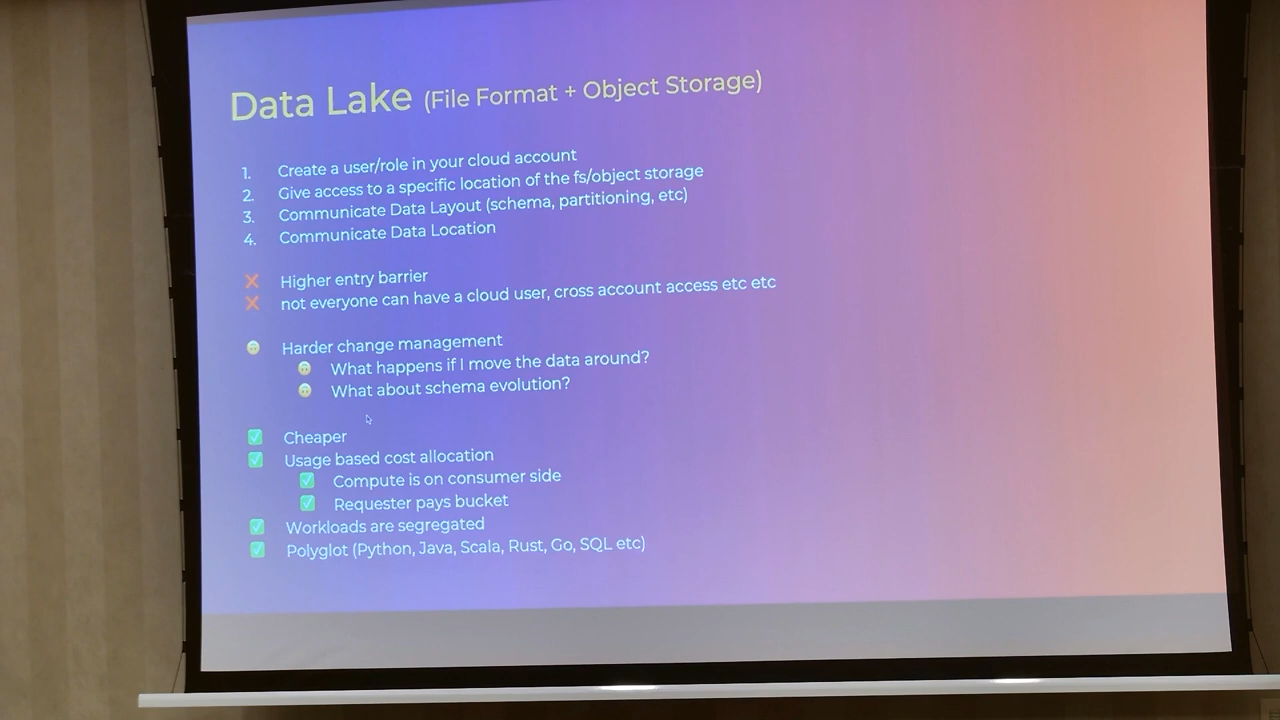 Data Lake (File Format + Object Storage)
1. Create a user/role in your cloud account
2. Give access to a specific location of the fs/object storage
3. Communicate Data Layout (schema, partitioning, etc)
4. Communicate Data Location
❌ Higher entry barrier
❌ not everyone can have a cloud user, cross account access etc etc
🙃 Harder change management
🙃 What happens if I move the data around?
🙃 What about schema evolution?
✅ Cheaper
✅ Usage based cost allocation
✅ Compute is on consumer side
✅ Requester pays bucket
✅ Workloads are segregated
✅ Polyglot (Python, Java, Scala, Rust, Go, SQL etc)